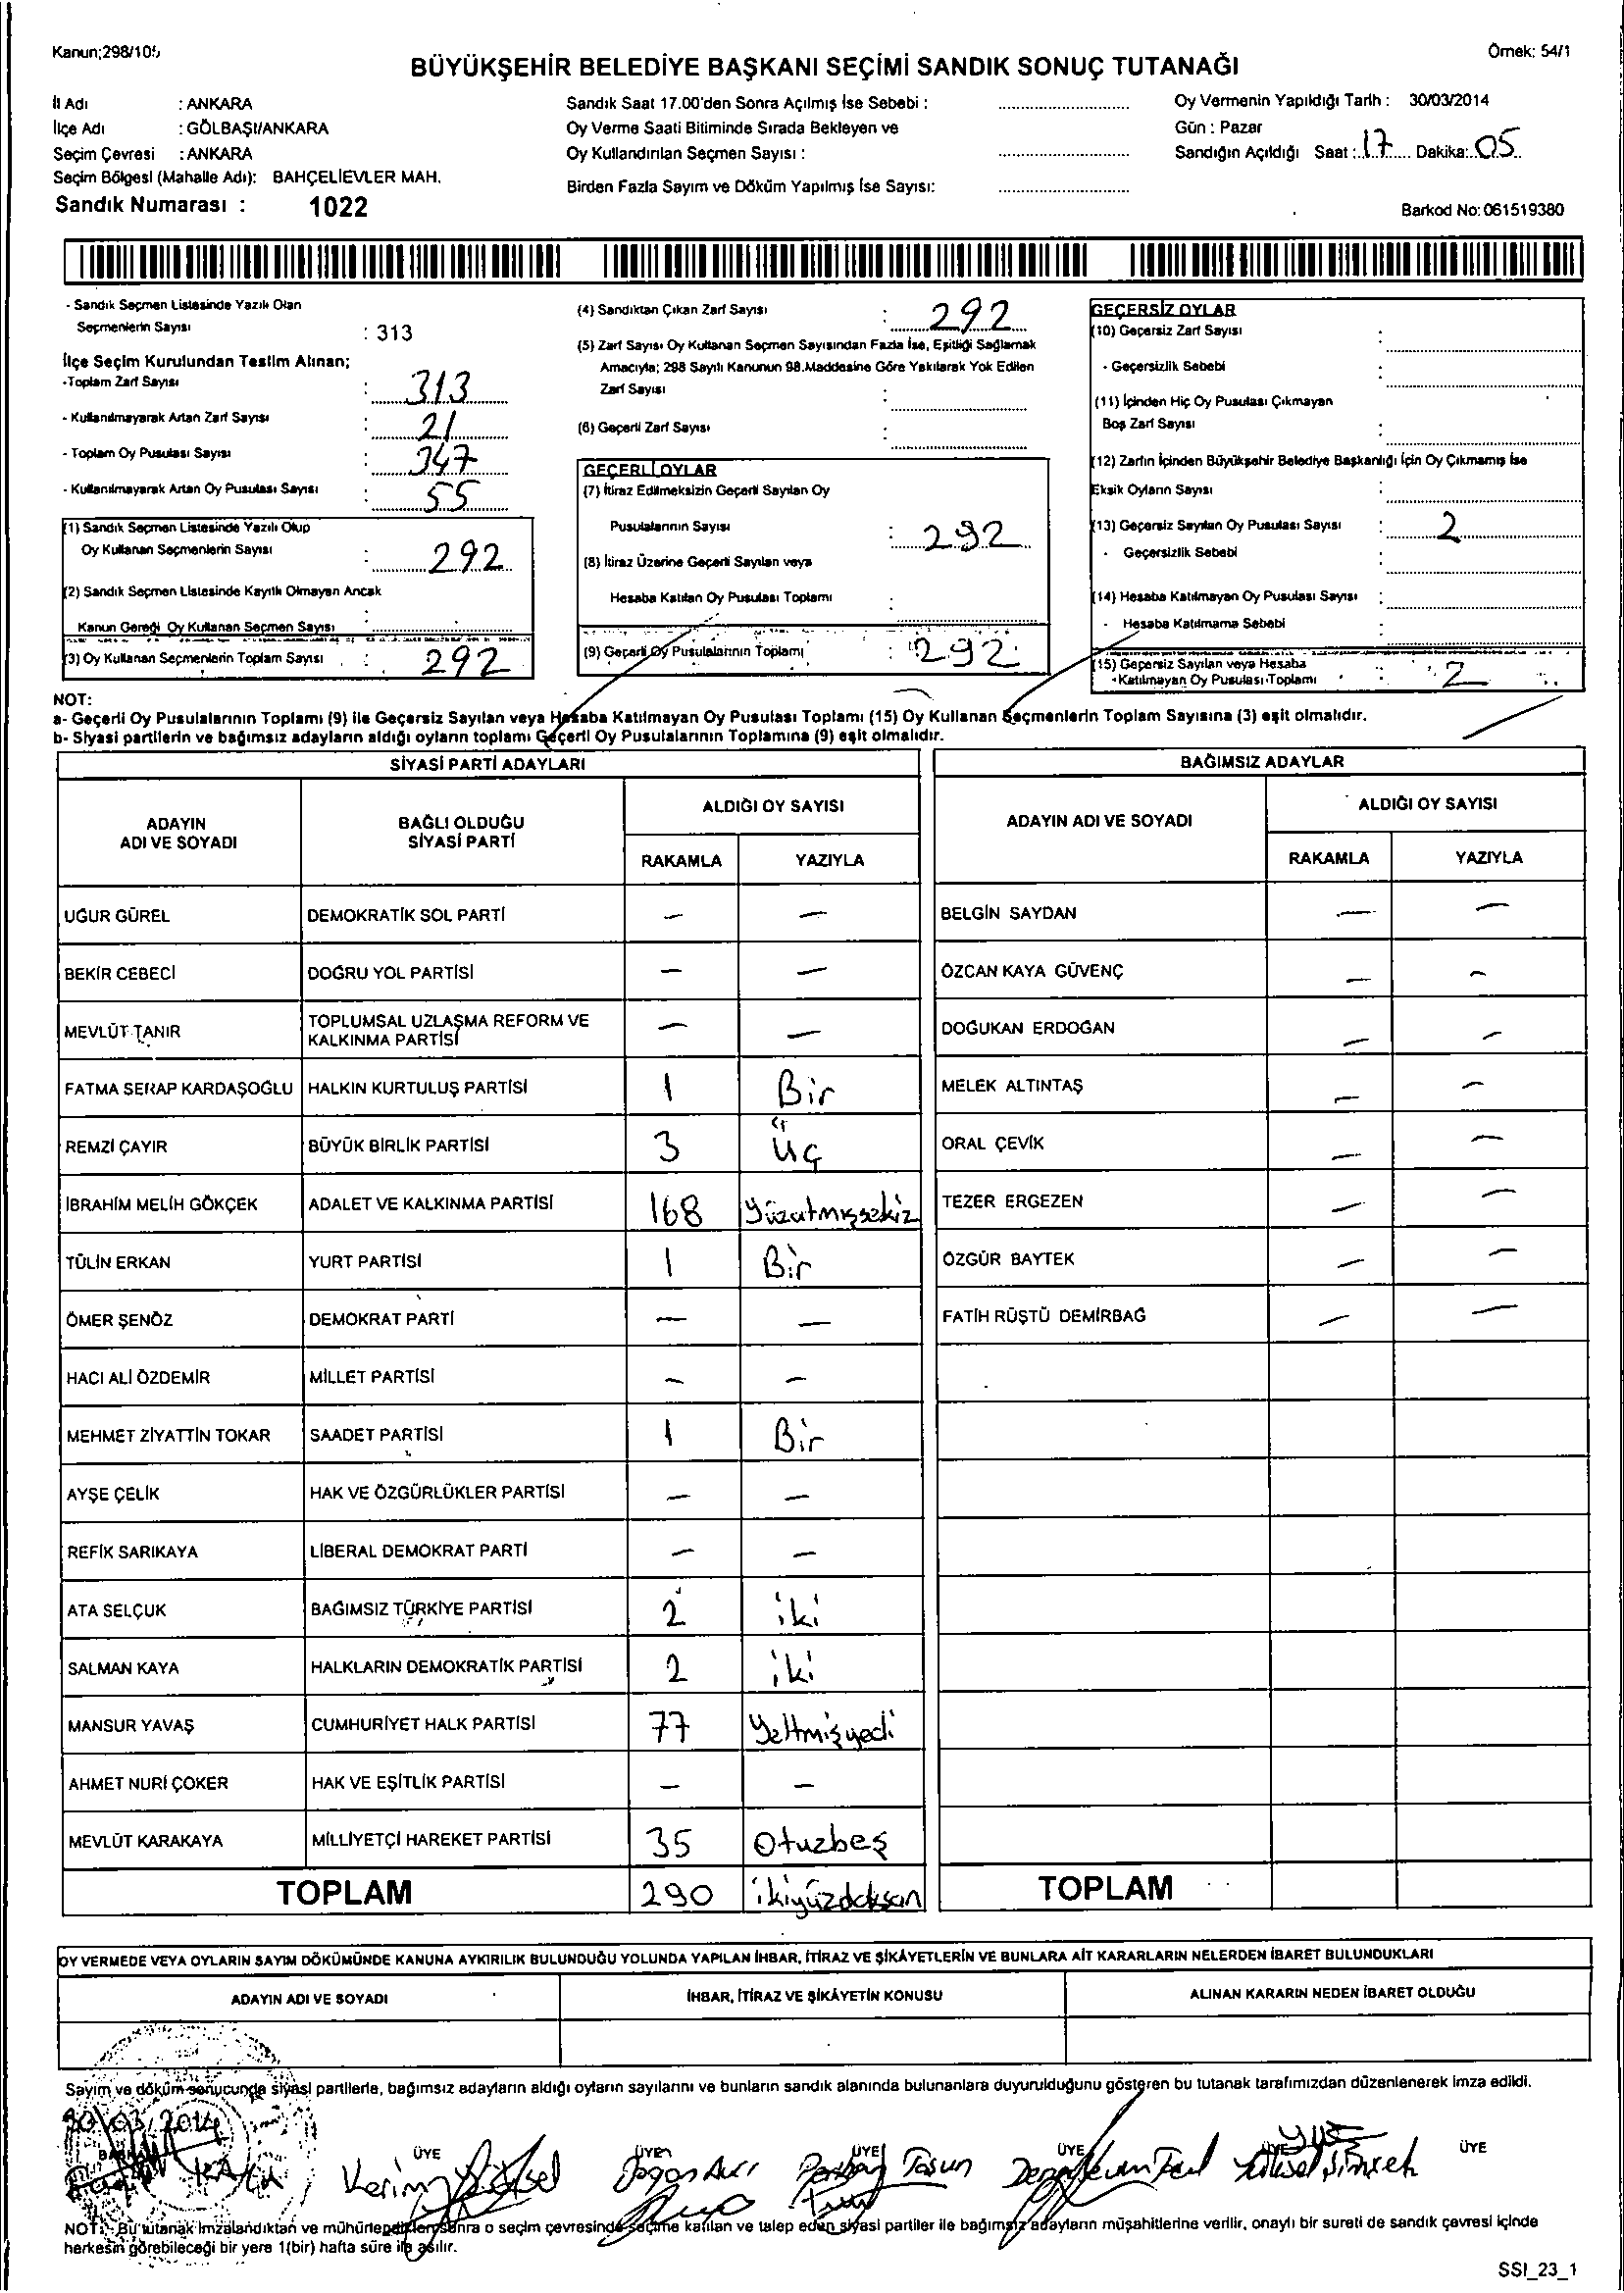 Kanun;298/105
Örnek: 54/1
BÜYÜKŞEHİR BELEDİYE BAŞKANI SEÇİMİ SANDIK SONUÇ TUTANAĞI
İl Adı : ANKARA
İlçe Adı : GÖLBAŞI/ANKARA
Seçim Çevresi : ANKARA
Seçim Bölgesi (Mahalle Adı): BAHÇELİEVLER MAH.
Sandık Numarası : 1022
Sandık Saat 17.00'den Sonra Açılmış İse Sebebi :
Oy Verme Saati Bitiminde Sırada Bekleyen ve
Oy Kullandırılan Seçmen Sayısı :
Birden Fazla Sayım ve Döküm Yapılmış İse Sayısı:
Oy Vermenin Yapıldığı Tarih : 30/03/2014
Gün : Pazar
Sandığın Açıldığı Saat : 17 Dakika: 05
Barkod No: 061519380
- Sandık Seçmen Listesinde Yazılı Olan
Seçmenlerin Sayısı : 313
İlçe Seçim Kurulundan Teslim Alınan;
-Toplam Zarf Sayısı : 313
- Kullanılmayarak Artan Zarf Sayısı : 21
- Toplam Oy Pusulası Sayısı : 347
- Kullanılmayarak Artan Oy Pusulası Sayısı : 55
(1) Sandık Seçmen Listesinde Yazılı Olup
Oy Kullanan Seçmenlerin Sayısı : 292
(2) Sandık Seçmen Listesinde Kayıtlı Olmayan Ancak
Kanun Gereği Oy Kullanan Seçmen Sayısı :
(3) Oy Kullanan Seçmenlerin Toplam Sayısı : 292
(4) Sandıktan Çıkan Zarf Sayısı : 292
(5) Zarf Sayısı Oy Kullanan Seçmen Sayısından Fazla İse, Eşitliği Sağlamak
Amacıyla; 298 Sayılı Kanunun 98.Maddesine Göre Yakılarak Yok Edilen
Zarf Sayısı :
(6) Geçerli Zarf Sayısı :
GEÇERLİ OYLAR
(7) İtiraz Edilmeksizin Geçerli Sayılan Oy
Pusulalarının Sayısı : 292
(8) İtiraz Üzerine Geçerli Sayılan veya
Hesaba Katılan Oy Pusulası Toplamı :
(9) Geçerli Oy Pusulalarının Toplamı : 292
GEÇERSİZ OYLAR
(10) Geçersiz Zarf Sayısı :
- Geçersizlik Sebebi :
(11) İçinden Hiç Oy Pusulası Çıkmayan
Boş Zarf Sayısı :
(12) Zarfın İçinden Büyükşehir Belediye Başkanlığı İçin Oy Çıkmamış İse
Eksik Oyların Sayısı :
(13) Geçersiz Sayılan Oy Pusulası Sayısı : 2
- Geçersizlik Sebebi :
(14) Hesaba Katılmayan Oy Pusulası Sayısı :
- Hesaba Katılmama Sebebi :
(15) Geçersiz Sayılan veya Hesaba
Katılmayan Oy Pusulası Toplamı : 2
NOT:
a- Geçerli Oy Pusulalarının Toplamı (9) ile Geçersiz Sayılan veya Hesaba Katılmayan Oy Pusulası Toplamı (15) Oy Kullanan Seçmenlerin Toplam Sayısına (3) eşit olmalıdır.
b- Siyasi partilerin ve bağımsız adayların aldığı oyların toplamı Geçerli Oy Pusulalarının Toplamına (9) eşit olmalıdır.
SİYASİ PARTİ ADAYLARI
ADAYIN ADI VE SOYADI
BAĞLI OLDUĞU SİYASİ PARTİ
ALDIĞI OY SAYISI
RAKAMLA YAZIYLA
UĞUR GÜREL DEMOKRATİK SOL PARTİ — —
BEKİR CEBECİ DOĞRU YOL PARTİSİ — —
MEVLÜT TANIR TOPLUMSAL UZLAŞMA REFORM VE KALKINMA PARTİSİ — —
FATMA SERAP KARDAŞOĞLU HALKIN KURTULUŞ PARTİSİ 1 Bir
REMZİ ÇAYIR BÜYÜK BİRLİK PARTİSİ 3 üç
İBRAHİM MELİH GÖKÇEK ADALET VE KALKINMA PARTİSİ 168 Yüzatmışsekiz
TÜLİN ERKAN YURT PARTİSİ 1 Bir
ÖMER ŞENÖZ DEMOKRAT PARTİ — —
HACI ALİ ÖZDEMİR MİLLET PARTİSİ — —
MEHMET ZİYATTİN TOKAR SAADET PARTİSİ 1 Bir
AYŞE ÇELİK HAK VE ÖZGÜRLÜKLER PARTİSİ — —
REFİK SARIKAYA LİBERAL DEMOKRAT PARTİ — —
ATA SELÇUK BAĞIMSIZ TÜRKİYE PARTİSİ 2 iki
SALMAN KAYA HALKLARIN DEMOKRATİK PARTİSİ 2 iki
MANSUR YAVAŞ CUMHURİYET HALK PARTİSİ 77 Yetmişyedi
AHMET NURİ ÇOKER HAK VE EŞİTLİK PARTİSİ — —
MEVLÜT KARAKAYA MİLLİYETÇİ HAREKET PARTİSİ 35 Otuzbeş
TOPLAM 290 ikiyüzdoksan
BAĞIMSIZ ADAYLAR
ADAYIN ADI VE SOYADI
ALDIĞI OY SAYISI
RAKAMLA YAZIYLA
BELGİN SAYDAN — —
ÖZCAN KAYA GÜVENÇ — —
DOĞUKAN ERDOĞAN — —
MELEK ALTINTAŞ — —
ORAL ÇEVİK — —
TEZER ERGEZEN — —
ÖZGÜR BAYTEK — —
FATİH RÜŞTÜ DEMİRBAĞ — —
TOPLAM
OY VERMEDE VEYA OYLARIN SAYIM DÖKÜMÜNDE KANUNA AYKIRILIK BULUNDUĞU YOLUNDA YAPILAN İHBAR, İTİRAZ VE ŞİKÂYETLERİN VE BUNLARA AİT KARARLARIN NELERDEN İBARET BULUNDUKLARI
ADAYIN ADI VE SOYADI İHBAR, İTİRAZ VE ŞİKÂYETİN KONUSU ALINAN KARARIN NEDEN İBARET OLDUĞU
Sayım ve döküm sonucunda siyasi partilerle, bağımsız adayların aldığı oyların sayılarını ve bunların sandık alanında bulunanlara duyurulduğunu gösteren bu tutanak tarafımızdan düzenlenerek imza edildi.
30/03/2014
ÜYE ÜYE ÜYE ÜYE ÜYE ÜYE
Kerim Doğan Avcı Tosun Yüksel Şimşek
NOT: Bu tutanak imzalandıktan ve mühürlendikten sonra o seçim çevresinde seçime katılan ve talep eden siyasi partiler ile bağımsız adayların müşahitlerine verilir, onaylı bir sureti de sandık çevresi içinde
herkesin görebileceği bir yere 1(bir) hafta süre ile asılır.
SSI_23_1